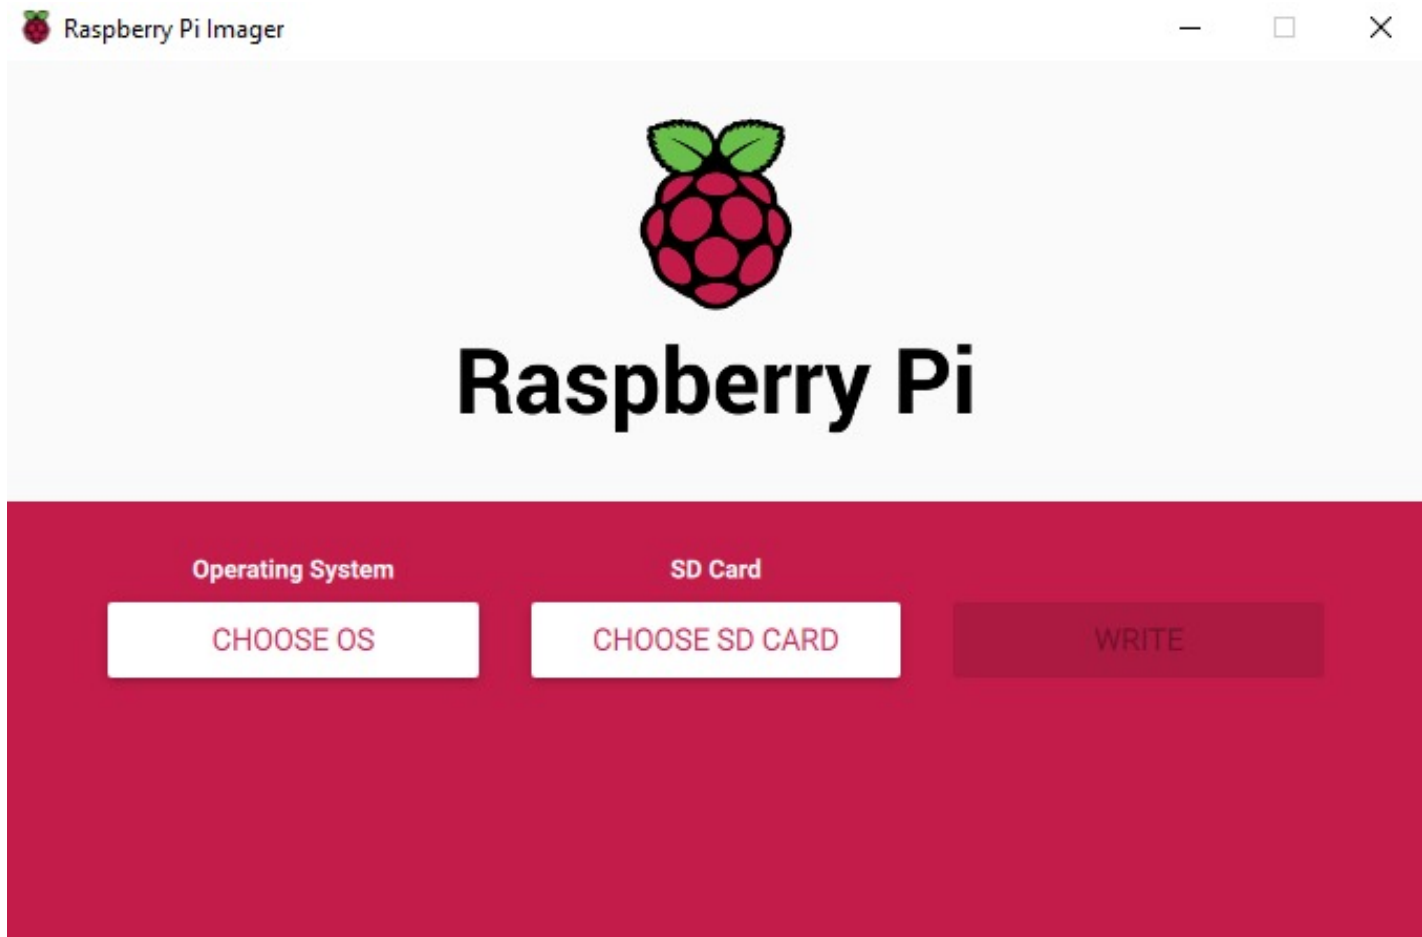 Raspberry Pi Imager
Raspberry Pi
Operating System
SD Card
CHOOSE OS
CHOOSE SD CARD
WRITE